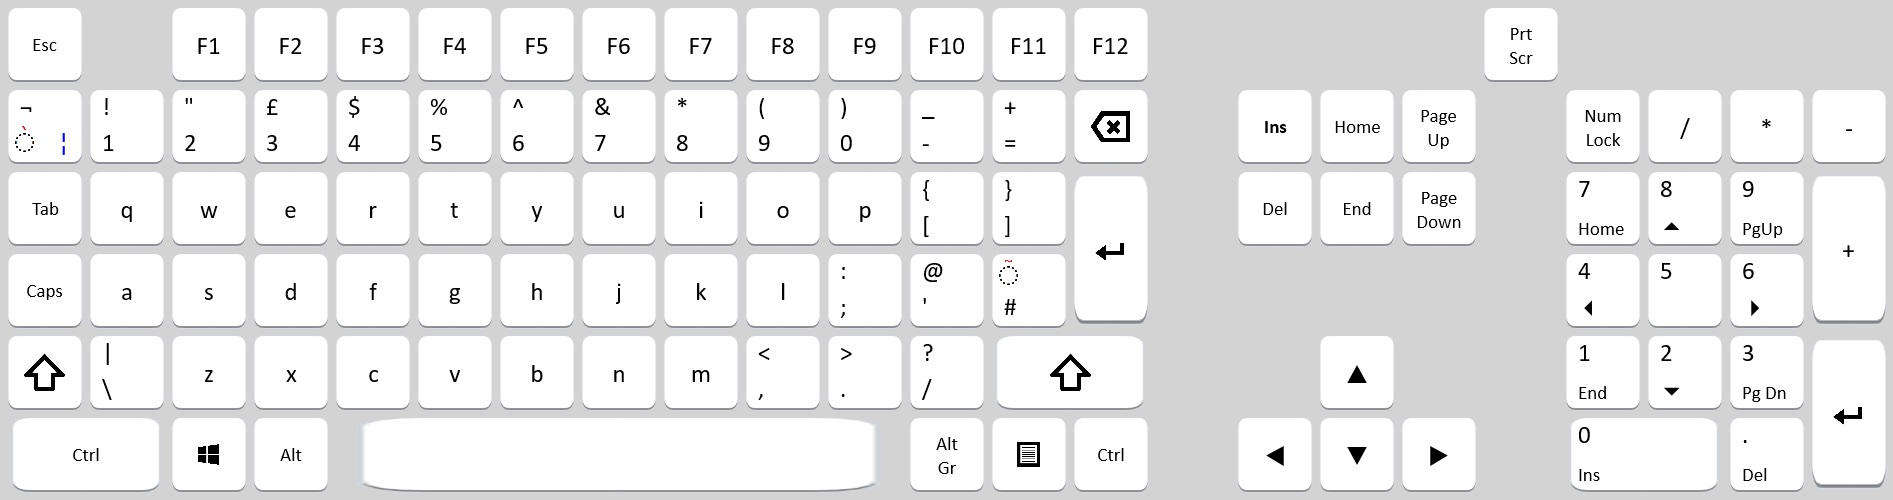 Esc F1 F2 F3 F4 F5 F6 F7 F8 F9 F10 F11 F12 Prt Scr
¬ ! " £ $ % ^ & * ( ) _ +
◌̀ ¦ 1 2 3 4 5 6 7 8 9 0 - = Ins Home Page Up Num Lock / * -
Tab q w e r t y u i o p { [ } ] Del End Page Down 7 Home 8 9 PgUp +
Caps a s d f g h j k l : ; @ ' ◌̃ # 4 5 6
| \ z x c v b n m < , > . ? / 1 End 2 3 Pg Dn
Ctrl Alt Alt Gr Ctrl 0 Ins . Del